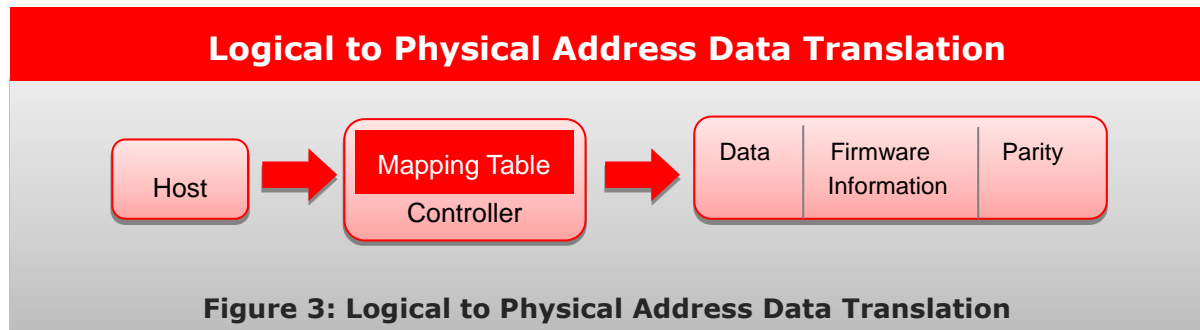 Logical to Physical Address Data Translation
Host
Mapping Table
Controller
Data
Firmware
Information
Parity
Figure 3: Logical to Physical Address Data Translation